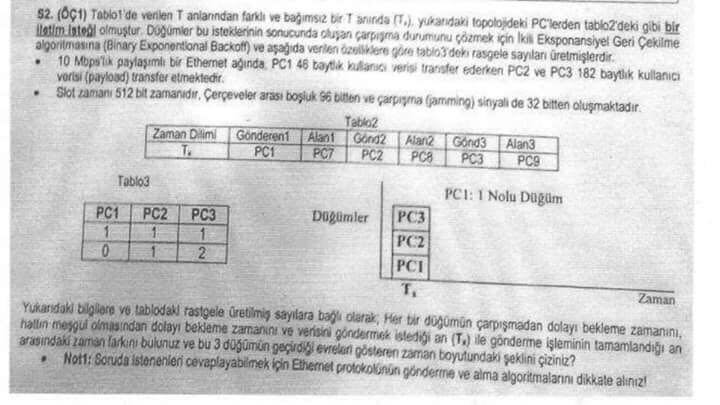 S2. (ÖÇ1) Tablo1'de verilen T anlarından farklı ve bağımsız bir T anında (Tₓ), yukarıdaki topolojideki PC'lerden tablo2'deki gibi bir
iletim isteği olmuştur. Düğümler bu isteklerinin sonucunda oluşan çarpışma durumunu çözmek için İkili Eksponansiyel Geri Çekilme
algoritmasına (Binary Exponentional Backoff) ve aşağıda verilen özelliklere göre tablo3'deki rasgele sayıları üretmişlerdir.
• 10 Mbps'lık paylaşımlı bir Ethernet ağında, PC1 46 baytlık kullanıcı verisi transfer ederken PC2 ve PC3 182 baytlık kullanıcı
verisi (payload) transfer etmektedir.
• Slot zamanı 512 bit zamanıdır, Çerçeveler arası boşluk 96 bitten ve çarpışma (jamming) sinyali de 32 bitten oluşmaktadır.
Tablo2
Zaman Dilimi Gönderen1 Alan1 Gönd2 Alan2 Gönd3 Alan3
Tₓ PC1 PC7 PC2 PC8 PC3 PC9
Tablo3
PC1 PC2 PC3
1 1 1
0 1 2
PC1: 1 Nolu Düğüm
Düğümler
PC3
PC2
PC1
Tₓ
Zaman
Yukarıdaki bilgilere ve tablodaki rastgele üretilmiş sayılara bağlı olarak, Her bir düğümün çarpışmadan dolayı bekleme zamanını,
hattın meşgul olmasından dolayı bekleme zamanını ve verisini göndermek istediği an (Tₓ) ile gönderme işleminin tamamlandığı an
arasındaki zaman farkını bulunuz ve bu 3 düğümün geçirdiği evreleri gösteren zaman boyutundaki şeklini çiziniz?
• Not1: Soruda istenenleri cevaplayabilmek için Ethernet protokolünün gönderme ve alma algoritmalarını dikkate alınız!